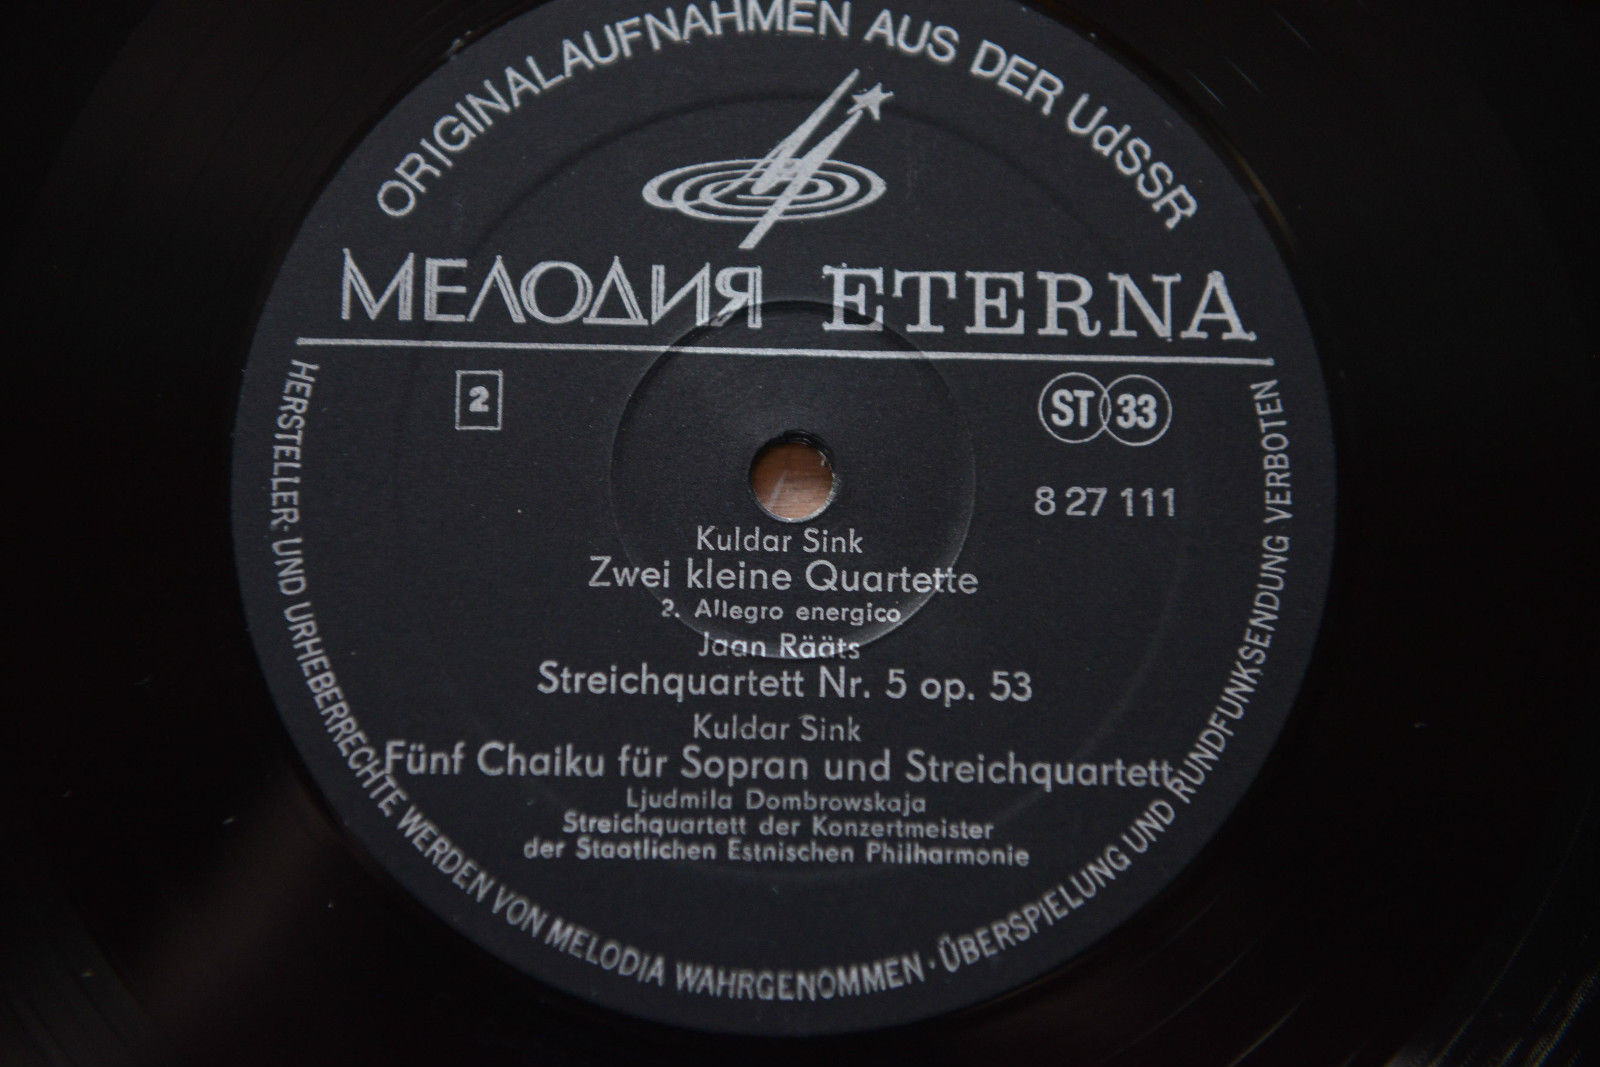 ORIGINALAUFNAHMEN AUS DER UdSSR
МЕЛОДИЯ ETERNA
2
ST 33
8 27 111
Kuldar Sink
Zwei kleine Quartette
2. Allegro energico
Jaan Rääts
Streichquartett Nr. 5 op. 53
Kuldar Sink
Fünf Chaiku für Sopran und Streichquartett
Ljudmila Dombrowskaja
Streichquartett der Konzertmeister
der Staatlichen Estnischen Philharmonie
HERSTELLER- UND URHEBERRECHTE WERDEN VON MELODIA WAHRGENOMMEN · ÜBERSPIELUNG UND RUNDFUNKSENDUNG VERBOTEN